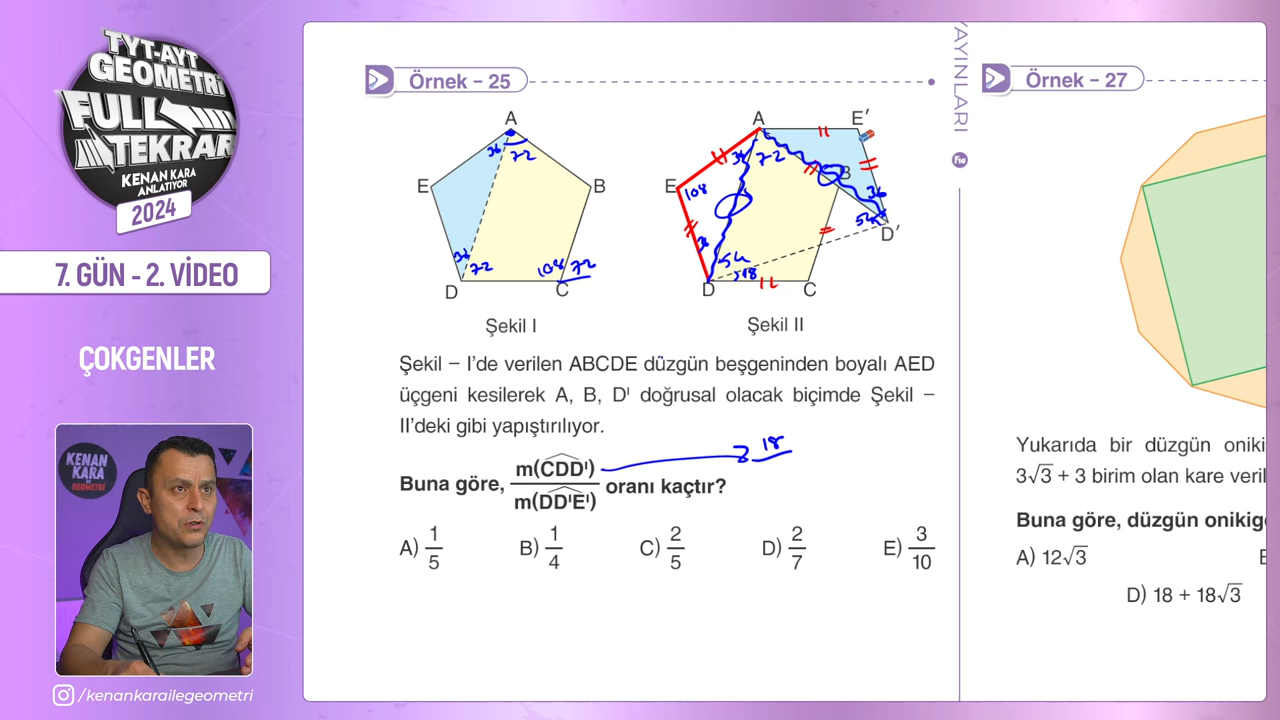 TYT-AYT
GEOMETRİ
FULL
TEKRAR
KENAN KARA
ANLATIYOR
2024
7. GÜN - 2. VİDEO
ÇOKGENLER
KENAN
KARA
GEOMETRİ
/kenankarailegeometri
Örnek – 25
A
36
72
E
B
36
72
108
72
D
C
Şekil I
A
E′
36
72
E
108
B
36
36
54
D′
54
18
D
C
Şekil II
Şekil – I'de verilen ABCDE düzgün beşgeninden boyalı AED
üçgeni kesilerek A, B, Dᴵ doğrusal olacak biçimde Şekil –
II'deki gibi yapıştırılıyor.
Buna göre, m(CDDᴵ)/m(DDᴵEᴵ) oranı kaçtır?
18
A) 1/5 B) 1/4 C) 2/5 D) 2/7 E) 3/10
YAYINLARI
Örnek – 27
Yukarıda bir düzgün oniki
3√3 + 3 birim olan kare veril
Buna göre, düzgün onikig
A) 12√3
D) 18 + 18√3